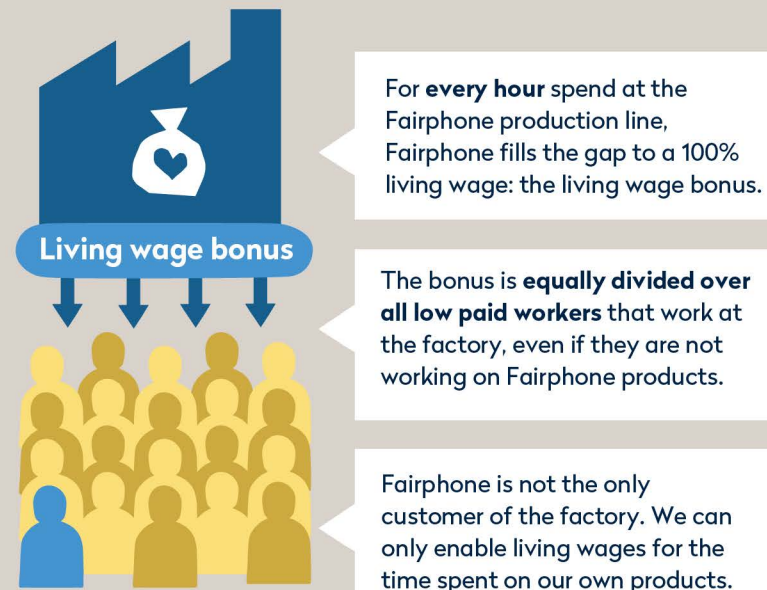 For every hour spend at the
Fairphone production line,
Fairphone fills the gap to a 100%
living wage: the living wage bonus.
Living wage bonus
The bonus is equally divided over
all low paid workers that work at
the factory, even if they are not
working on Fairphone products.
Fairphone is not the only
customer of the factory. We can
only enable living wages for the
time spent on our own products.